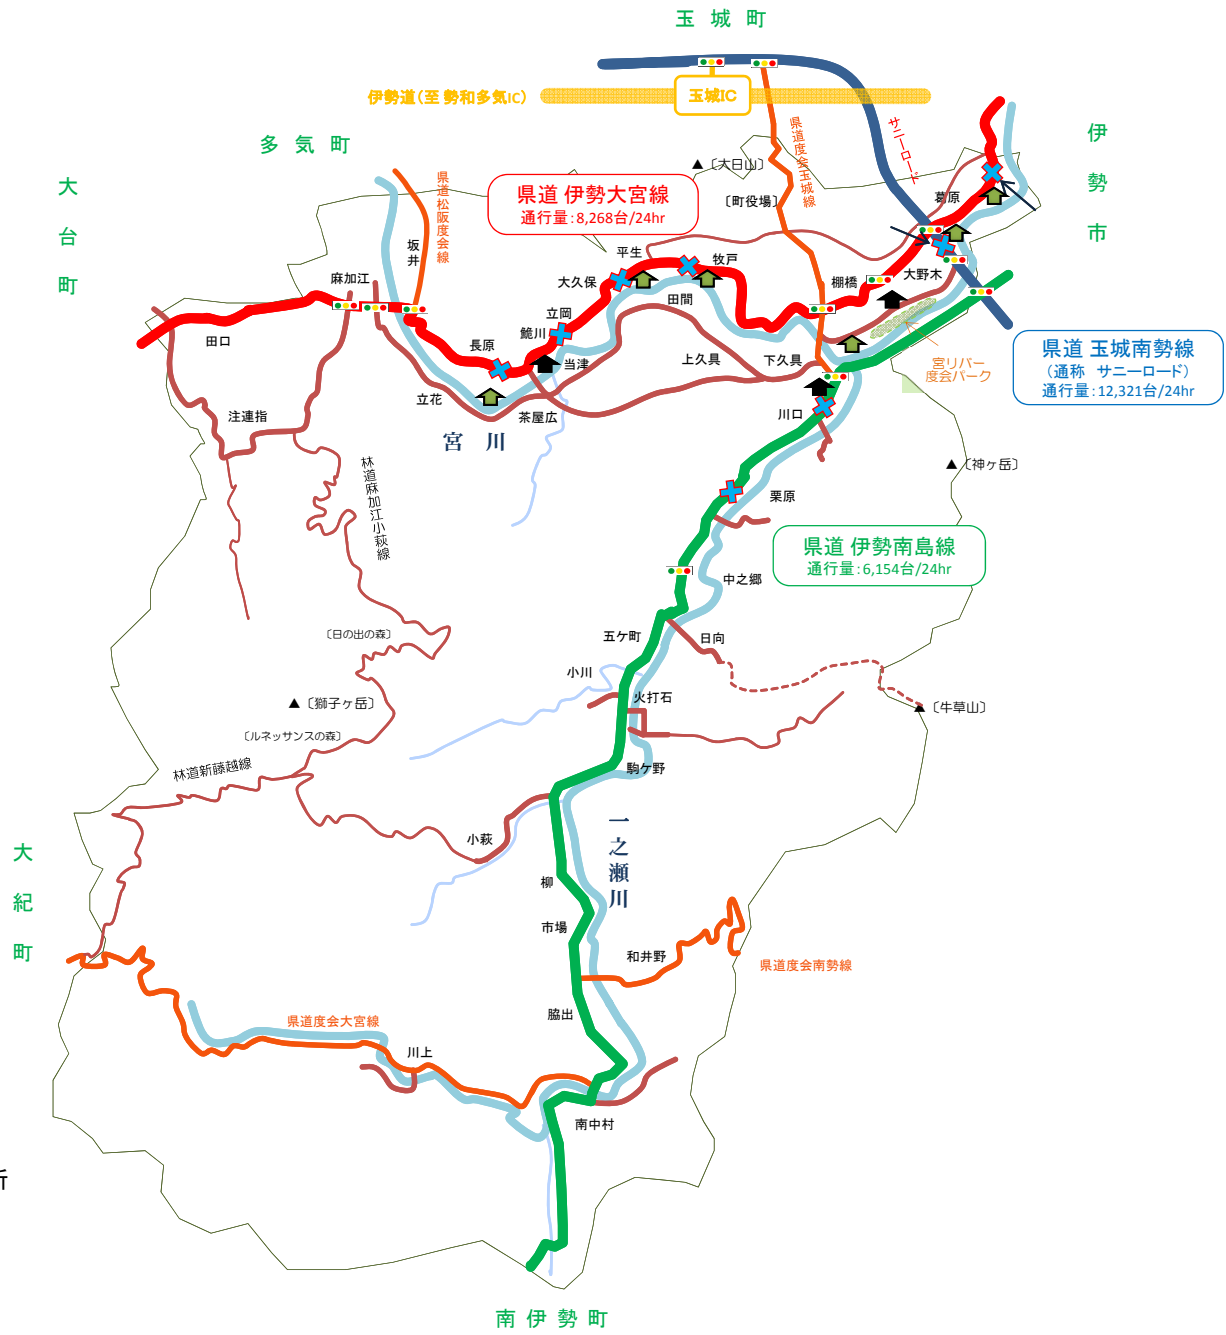 玉城町
伊勢道（至 勢和多気IC）
玉城IC
多気町
伊勢市
大台町
県道松阪度会線
県道度会玉城線
サニーロード
▲〔大日山〕
〔町役場〕
葛原
県道 伊勢大宮線
通行量：8,268台/24hr
坂井
平生
牧戸
麻加江
大久保
棚橋
大野木
田間
立岡
鮠川
田口
長原
当津
上久具
下久具
宮リバー
度会パーク
県道 玉城南勢線
（通称　サニーロード）
通行量：12,321台/24hr
立花
茶屋広
注連指
川口
宮川
▲〔神ヶ岳〕
林道麻加江小萩線
栗原
県道 伊勢南島線
通行量：6,154台/24hr
中之郷
〔日の出の森〕
五ケ町
日向
小川
火打石
▲〔獅子ヶ岳〕
▲〔牛草山〕
〔ルネッサンスの森〕
林道新藤越線
駒ケ野
小萩
一之瀬川
大紀町
柳
市場
和井野
県道度会南勢線
脇出
県道度会大宮線
川上
南中村
所
南伊勢町